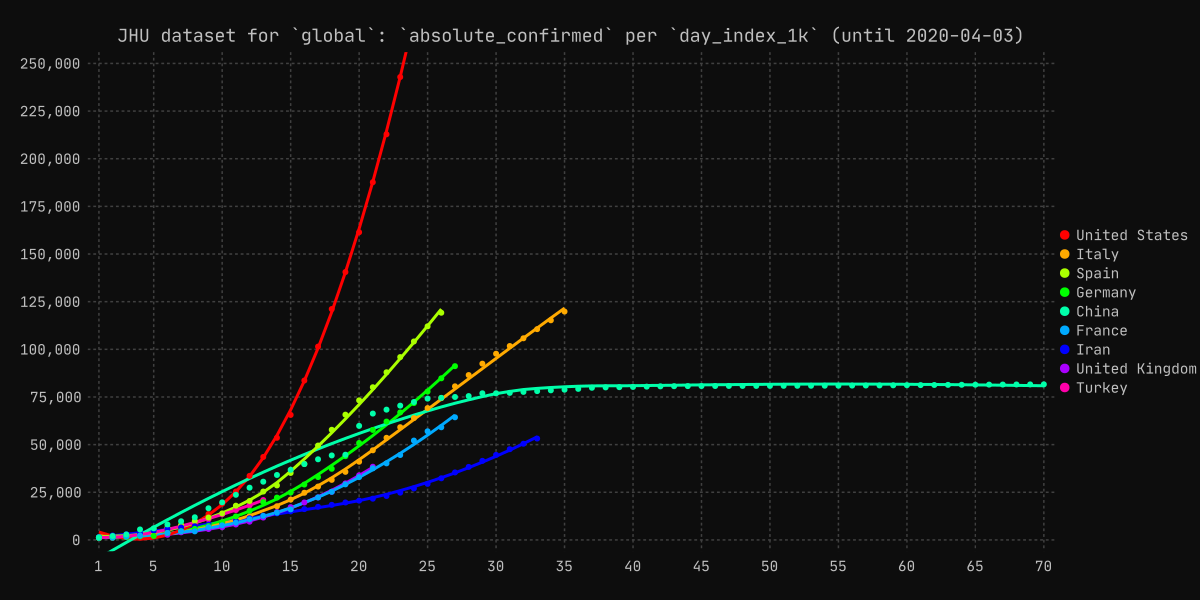 JHU dataset for `global`: `absolute_confirmed` per `day_index_1k` (until 2020-04-03)
250,000
225,000
200,000
175,000
150,000
125,000
100,000
75,000
50,000
25,000
0
1 5 10 15 20 25 30 35 40 45 50 55 60 65 70
United States
Italy
Spain
Germany
China
France
Iran
United Kingdom
Turkey